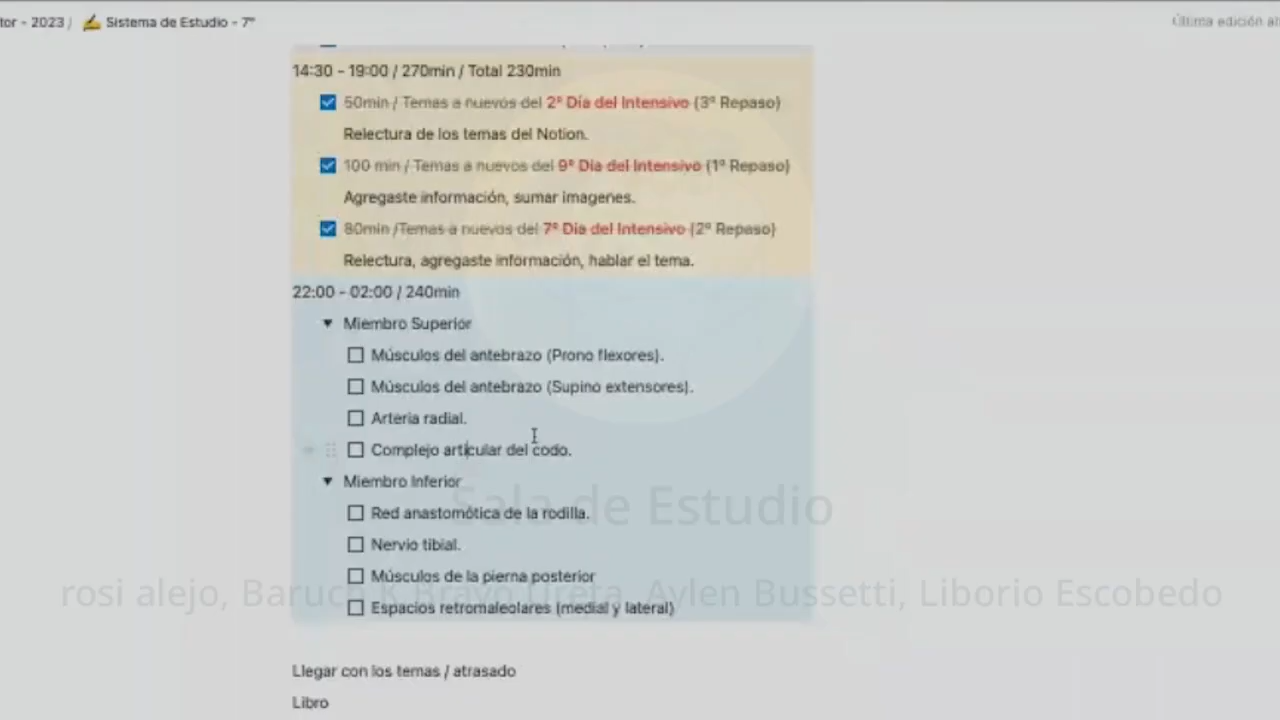 tor - 2023 / ✍️ Sistema de Estudio - 7°
Última edición
14:30 - 19:00 / 270min / Total 230min
50min / Temas a nuevos del 2° Día del Intensivo (3° Repaso)
Relectura de los temas del Notion.
100 min / Temas a nuevos del 9° Día del Intensivo (1° Repaso)
Agregaste información, sumar imagenes.
80min /Temas a nuevos del 7° Día del Intensivo (2° Repaso)
Relectura, agregaste información, hablar el tema.
22:00 - 02:00 / 240min
Miembro Superior
Músculos del antebrazo (Prono flexores).
Músculos del antebrazo (Supino extensores).
Arteria radial.
Complejo articular del codo.
Miembro Inferior
Red anastomótica de la rodilla.
Sala de Estudio
Nervio tibial.
Músculos de la pierna posterior
rosi alejo, Baruch K Bravo Ureta, Aylen Bussetti, Liborio Escobedo
Espacios retromaleolares (medial y lateral)
Llegar con los temas / atrasado
Libro